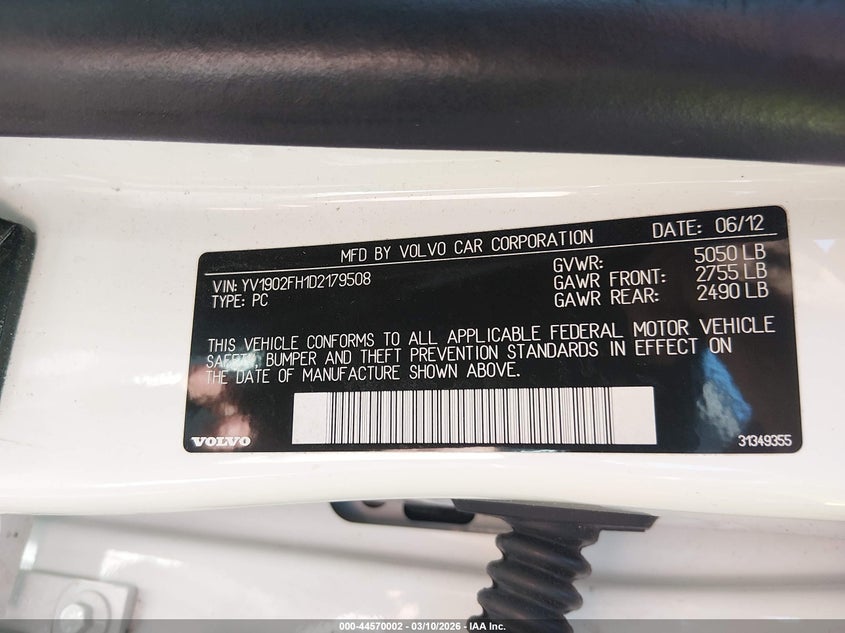 MFD BY VOLVO CAR CORPORATION DATE: 06/12
VIN: YV1902FH1D2179508 GVWR: 5050 LB
TYPE: PC GAWR FRONT: 2755 LB
GAWR REAR: 2490 LB
THIS VEHICLE CONFORMS TO ALL APPLICABLE FEDERAL MOTOR VEHICLE
SAFETY, BUMPER AND THEFT PREVENTION STANDARDS IN EFFECT ON
THE DATE OF MANUFACTURE SHOWN ABOVE.
VOLVO 31349355
000-44570002 — 03/10/2026 — IAA Inc.